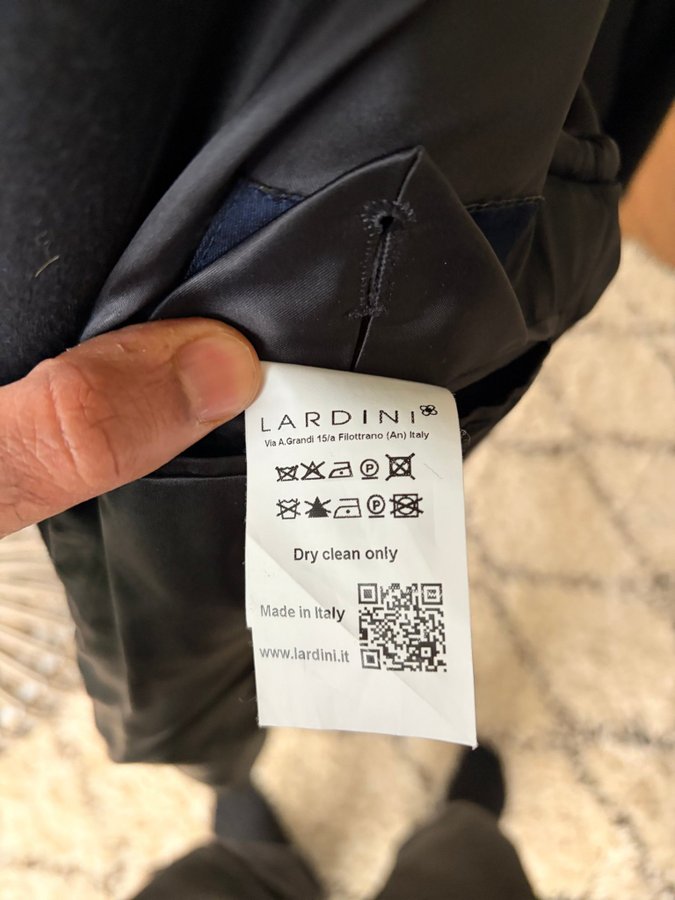 LARDINI
Via A.Grandi 15/a Filottrano (An) Italy
P
P
Dry clean only
Made in Italy
www.lardini.it